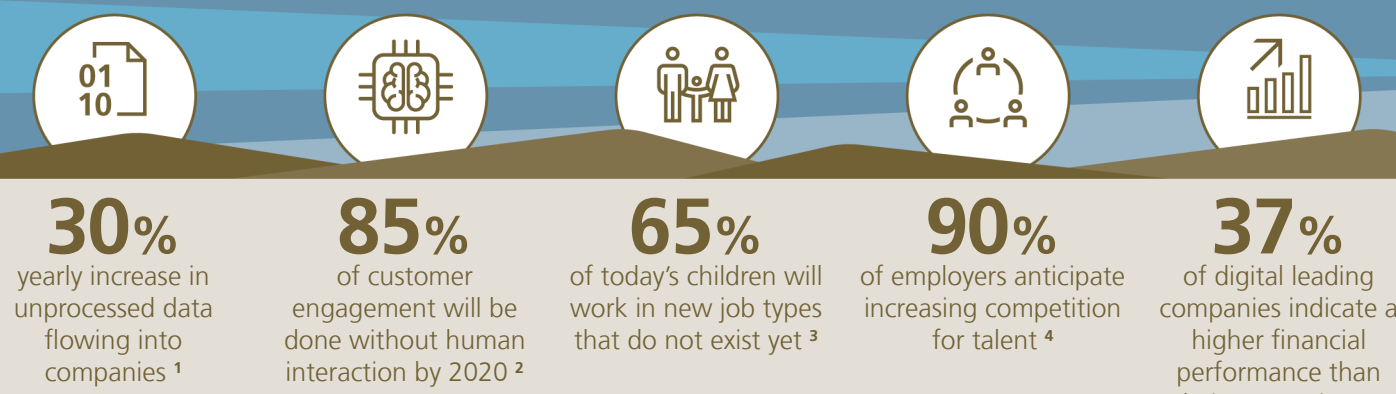 01
10
30%
yearly increase in
unprocessed data
flowing into
companies 1
85%
of customer
engagement will be
done without human
interaction by 2020 2
65%
of today's children will
work in new job types
that do not exist yet 3
90%
of employers anticipate
increasing competition
for talent 4
37%
of digital leading
companies indicate a
higher financial
performance than